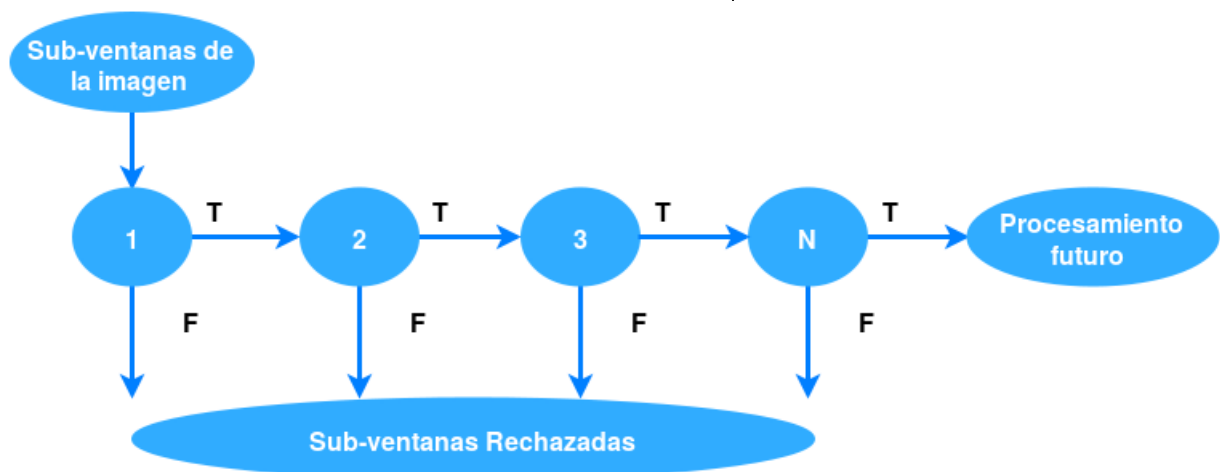 Sub-ventanas de
la imagen
T
T
T
T
1
2
3
N
Procesamiento
futuro
F
F
F
F
Sub-ventanas Rechazadas